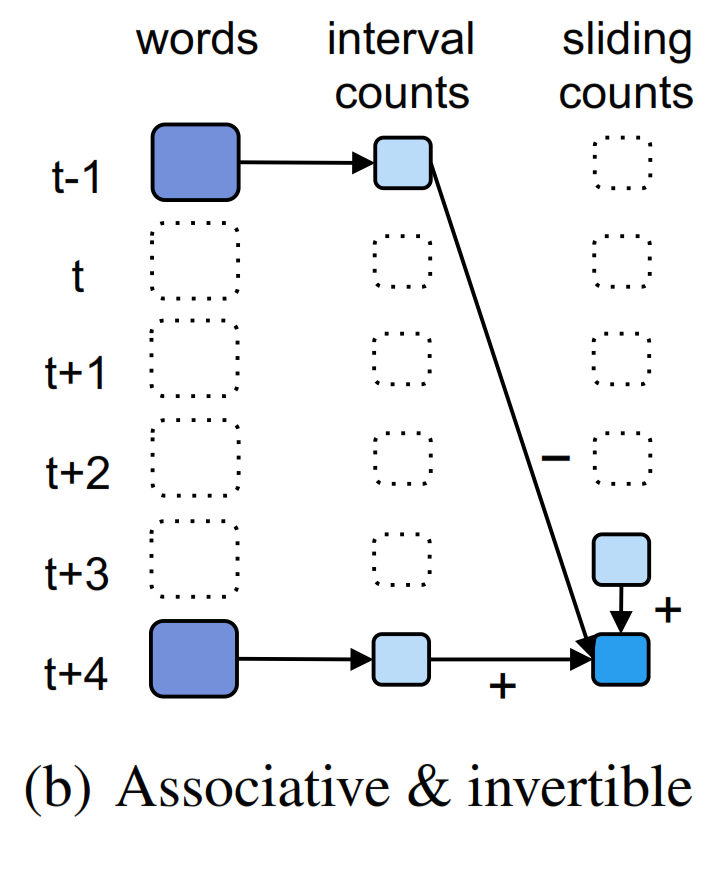 words interval sliding
counts counts
t-1
t
t+1
t+2
−
t+3
+
t+4
+
(b) Associative & invertible